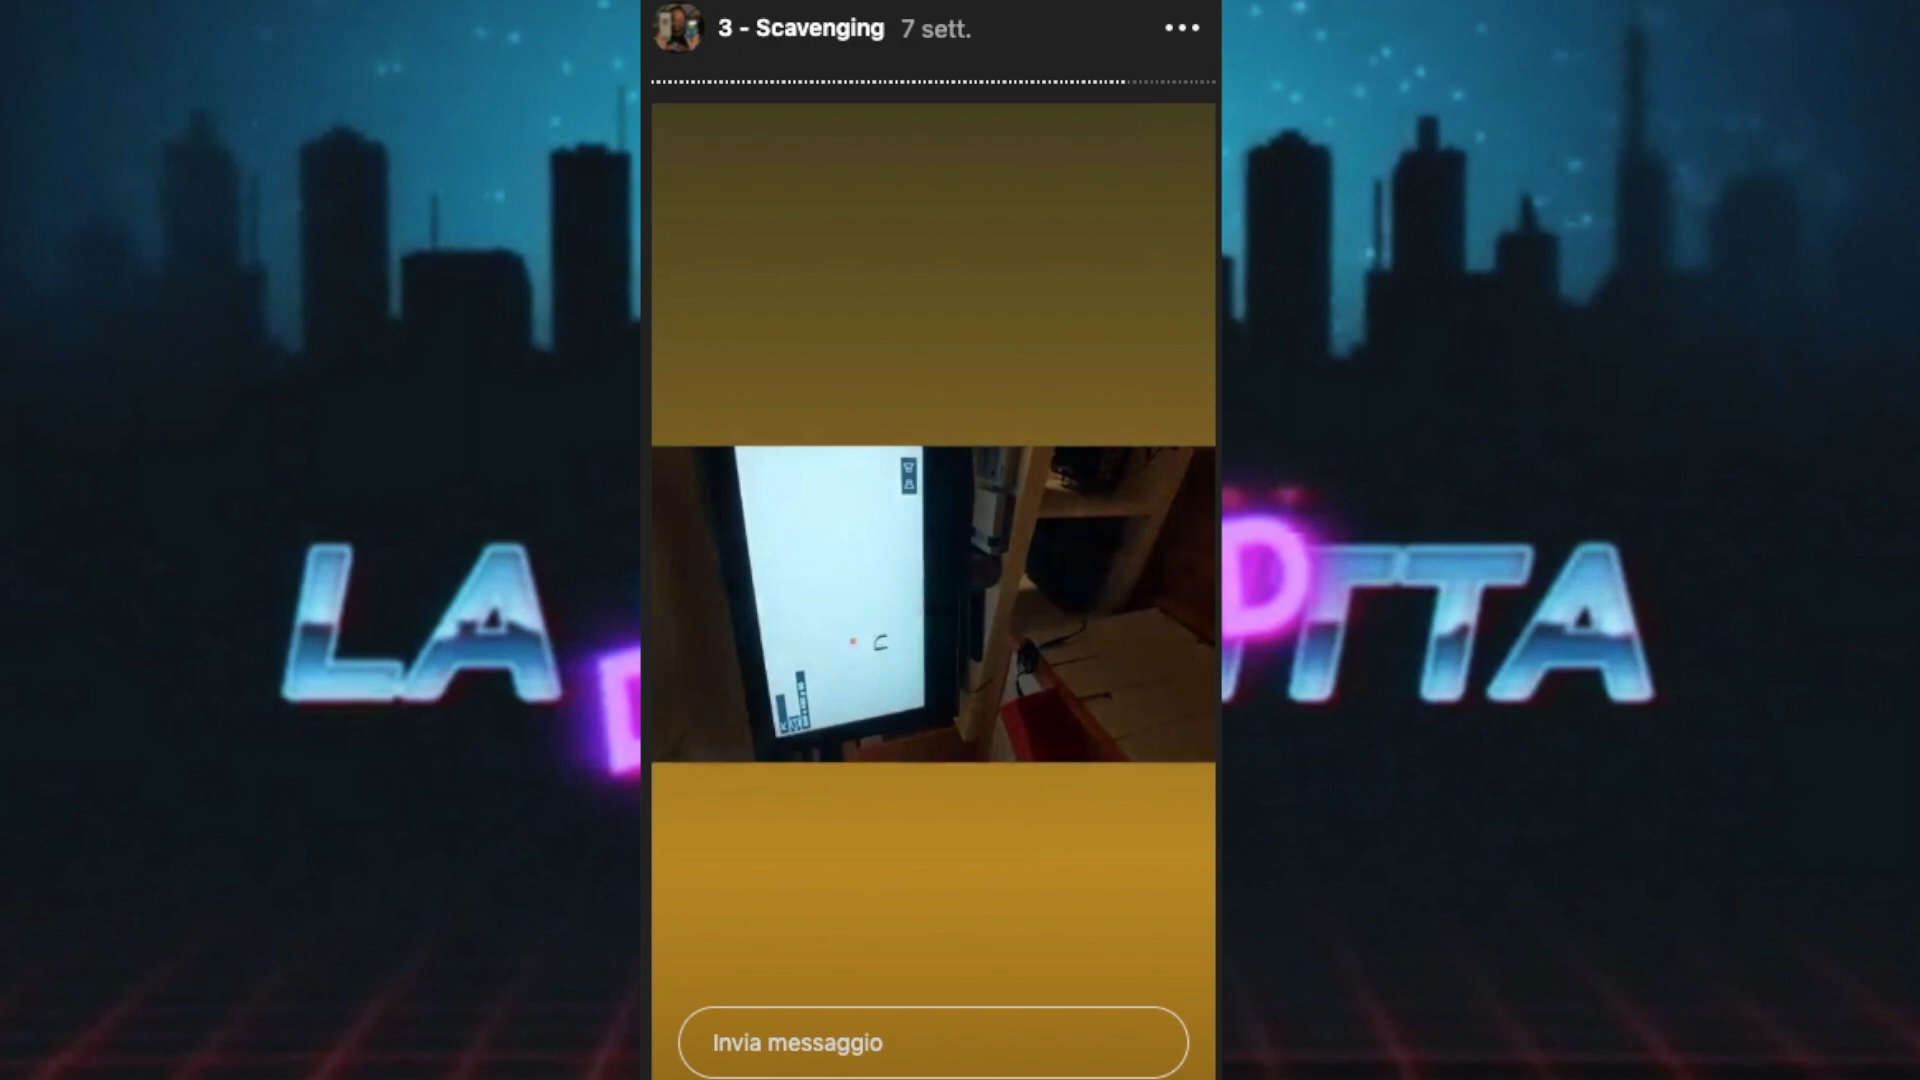 3 - Scavenging 7 sett.
LA
TTA
Invia messaggio